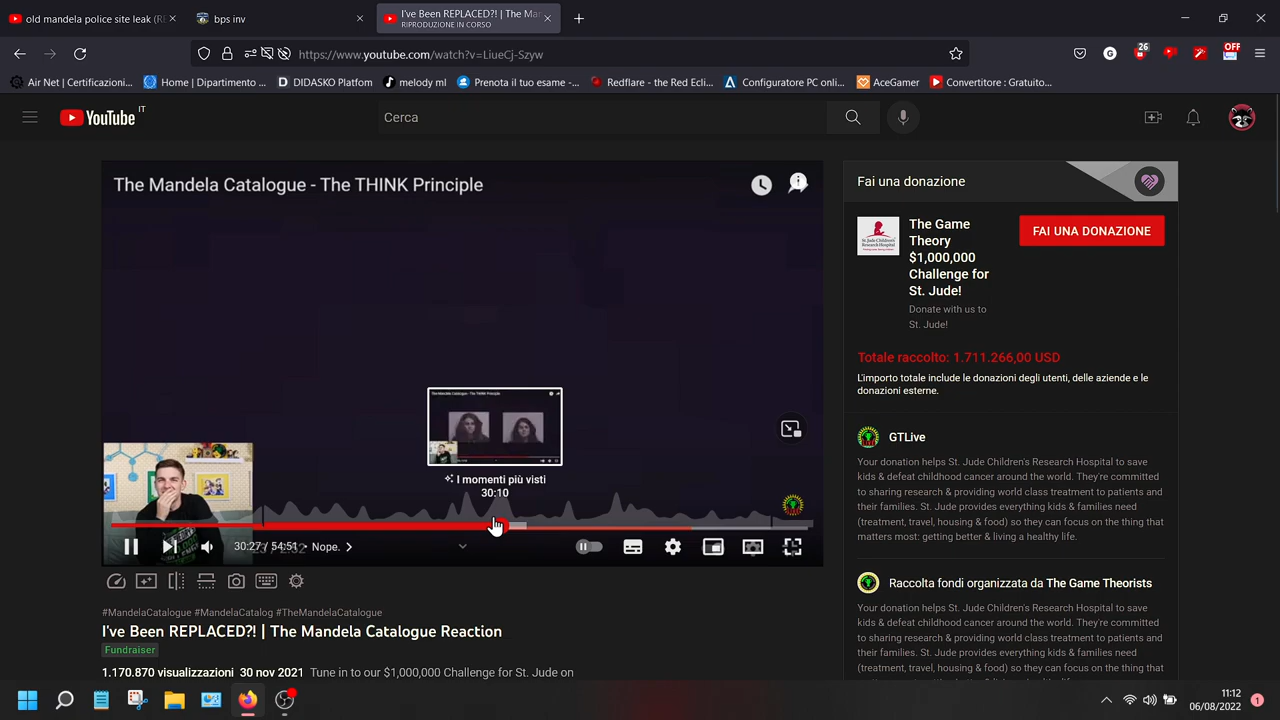 old mandela police site leak (RE
bps inv
I've Been REPLACED?! | The Man
RIPRODUZIONE IN CORSO
https://www.youtube.com/watch?v=LiueCj-Szyw
26
OFF
Air Net | Certificazioni...
Home | Dipartimento ...
DIDASKO Platfom
melody ml
Prenota il tuo esame -...
Redflare - the Red Ecli...
Configuratore PC onli...
AceGamer
Convertitore : Gratuito...
YouTube IT
Cerca
The Mandela Catalogue - The THINK Principle
I momenti più visti
30:10
30:27 / 54:51 • Nope.
#MandelaCatalogue #MandelaCatalog #TheMandelaCatalogue
I've Been REPLACED?! | The Mandela Catalogue Reaction
Fundraiser
1.170.870 visualizzazioni 30 nov 2021 Tune in to our $1,000,000 Challenge for St. Jude on
Fai una donazione
St. Jude Children's
Research Hospital
The Game
Theory
$1,000,000
Challenge for
St. Jude!
FAI UNA DONAZIONE
Donate with us to
St. Jude!
Totale raccolto: 1.711.266,00 USD
L'importo totale include le donazioni degli utenti, delle aziende e le
donazioni esterne.
GTLive
Your donation helps St. Jude Children's Research Hospital to save
kids & defeat childhood cancer around the world. They're committed
to sharing research & providing world class treatment to patients and
their families. St. Jude provides everything kids & families need
(treatment, travel, housing & food) so they can focus on the thing that
matters most: getting better & living a healthy life.
Raccolta fondi organizzata da The Game Theorists
Your donation helps St. Jude Children's Research Hospital to save
kids & defeat childhood cancer around the world. They're committed
to sharing research & providing world class treatment to patients and
their families. St. Jude provides everything kids & families need
(treatment, travel, housing & food) so they can focus on the thing that
11:12
06/08/2022
1